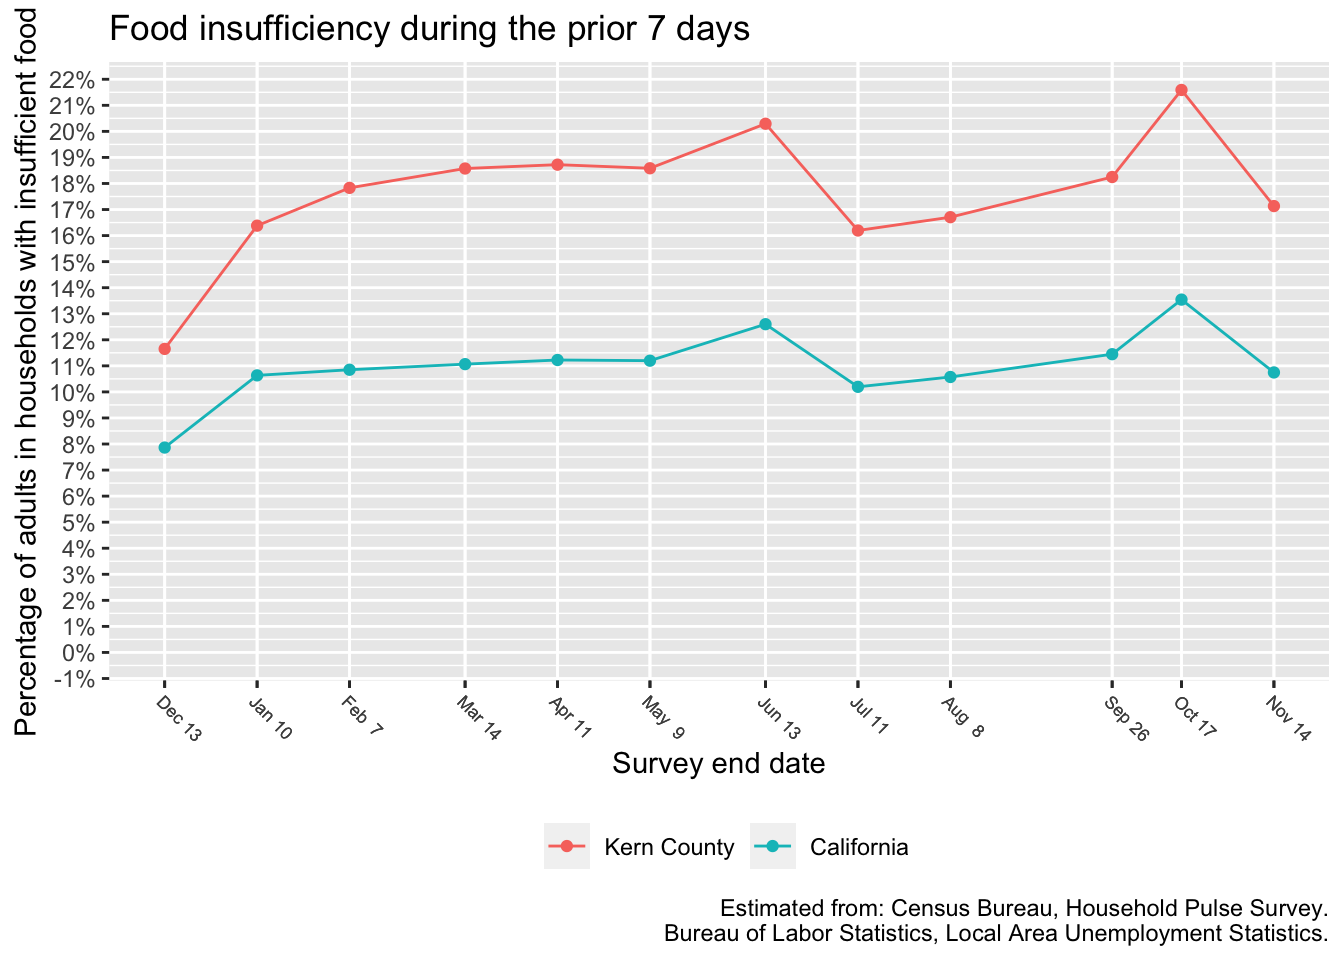 Food insufficiency during the prior 7 days
Percentage of adults in households with insufficient food
22%
21%
20%
19%
18%
17%
16%
15%
14%
13%
12%
11%
10%
9%
8%
7%
6%
5%
4%
3%
2%
1%
0%
-1%
Dec 13
Jan 10
Feb 7
Mar 14
Apr 11
May 9
Jun 13
Jul 11
Aug 8
Sep 26
Oct 17
Nov 14
Survey end date
Kern County
California
Estimated from: Census Bureau, Household Pulse Survey.
Bureau of Labor Statistics, Local Area Unemployment Statistics.